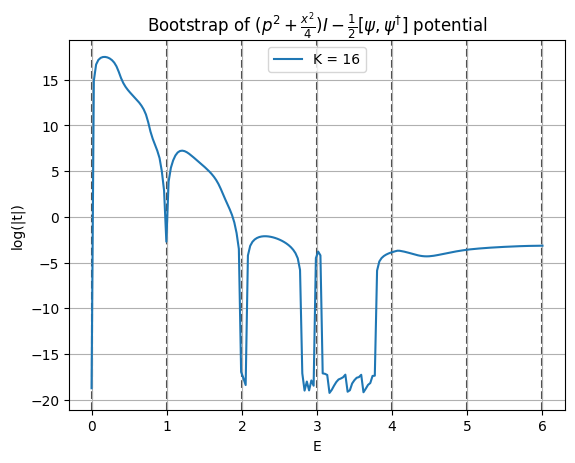 Bootstrap of $(p^2 + \frac{x^2}{4})I - \frac{1}{2}[\psi, \psi^\dagger]$ potential
K = 16
15
10
5
0
−5
−10
−15
−20
log(|t|)
0 1 2 3 4 5 6
E